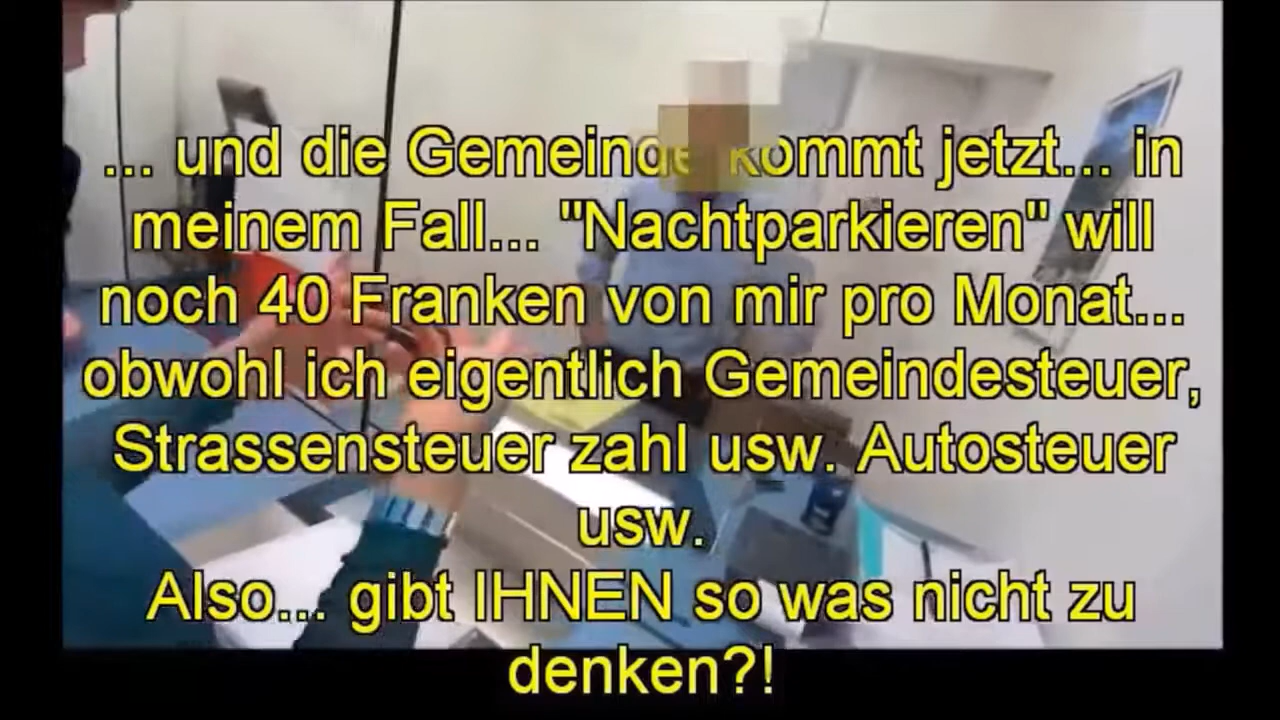 ... und die Gemeinde kommt jetzt... in
meinem Fall... "Nachtparkieren" will
noch 40 Franken von mir pro Monat...
obwohl ich eigentlich Gemeindesteuer,
Strassensteuer zahl usw. Autosteuer
usw.
Also... gibt IHNEN so was nicht zu
denken?!